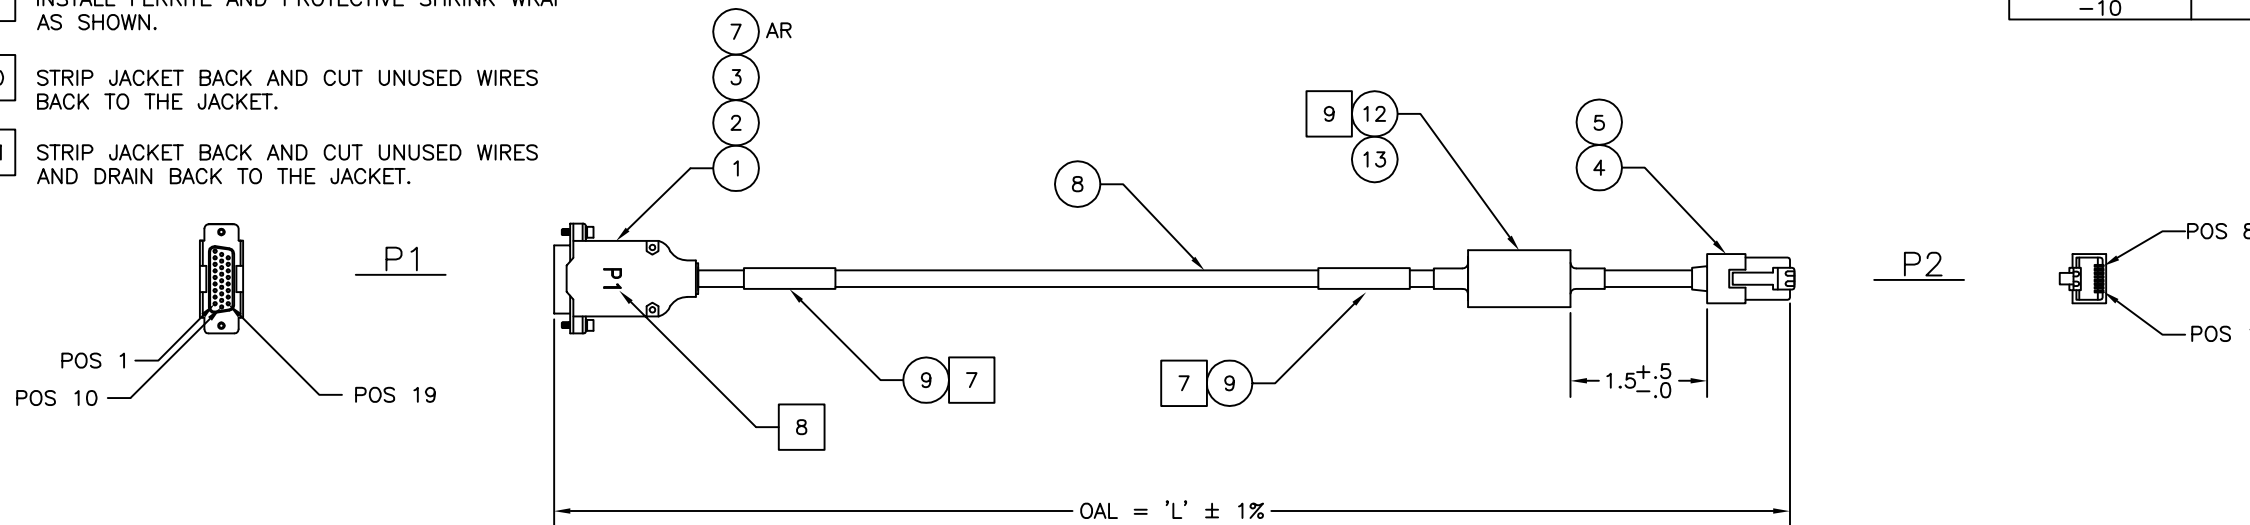 INSTALL FERRITE AND PROTECTIVE SHRINK WRAP
AS SHOWN.
STRIP JACKET BACK AND CUT UNUSED WIRES
BACK TO THE JACKET.
STRIP JACKET BACK AND CUT UNUSED WIRES
AND DRAIN BACK TO THE JACKET.
-10
7 AR
3
2
1
8
9 12
13
5
4
P1
P1
P2
POS 8
POS
POS 1
POS 10
POS 19
9 7
7 9
8
1.5 +.5 -.0
OAL = 'L' ± 1%